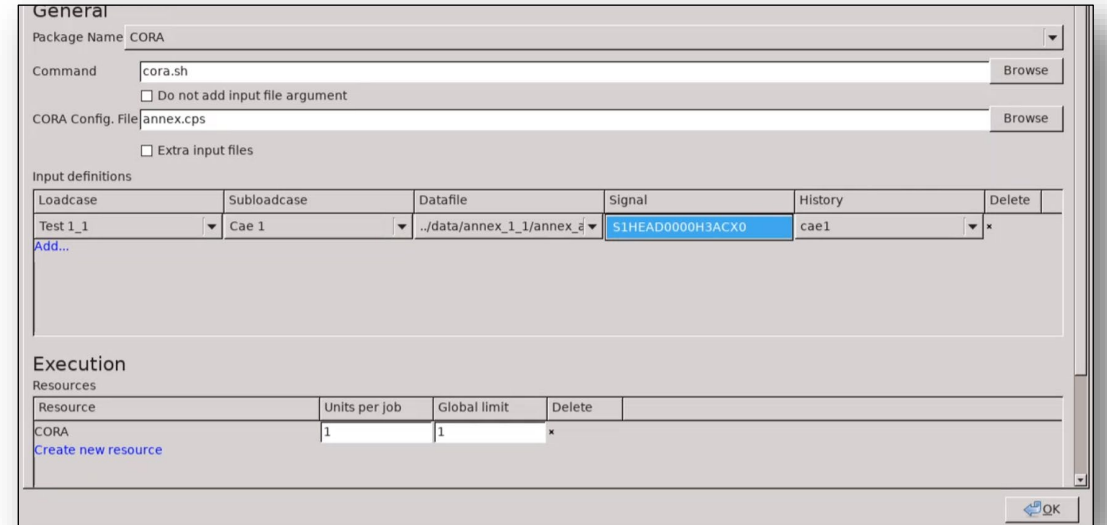 General
Package Name CORA
Command cora.sh Browse
Do not add input file argument
CORA Config. File annex.cps Browse
Extra input files
Input definitions
Loadcase Subloadcase Datafile Signal History Delete
Test 1_1 Cae 1 ../data/annex_1_1/annex_a S1HEAD0000H3ACX0 cae1 ×
Add...
Execution
Resources
Resource Units per job Global limit Delete
CORA 1 1 ×
Create new resource
OK